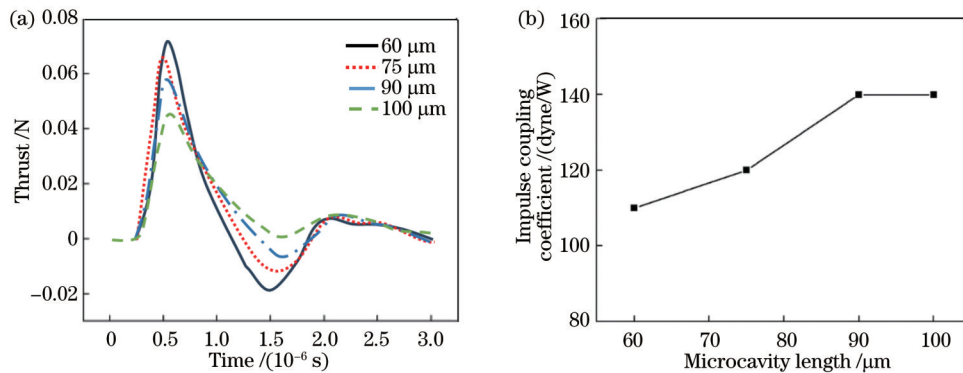 (a)
0.08
0.06
0.04
0.02
0
−0.02
Thrust /N
60 μm
75 μm
90 μm
100 μm
0
0.5
1.0
1.5
2.0
2.5
3.0
Time /(10⁻⁶ s)
(b)
160
140
120
100
80
Impulse coupling
coefficient /(dyne/W)
60
70
80
90
100
Microcavity length /μm